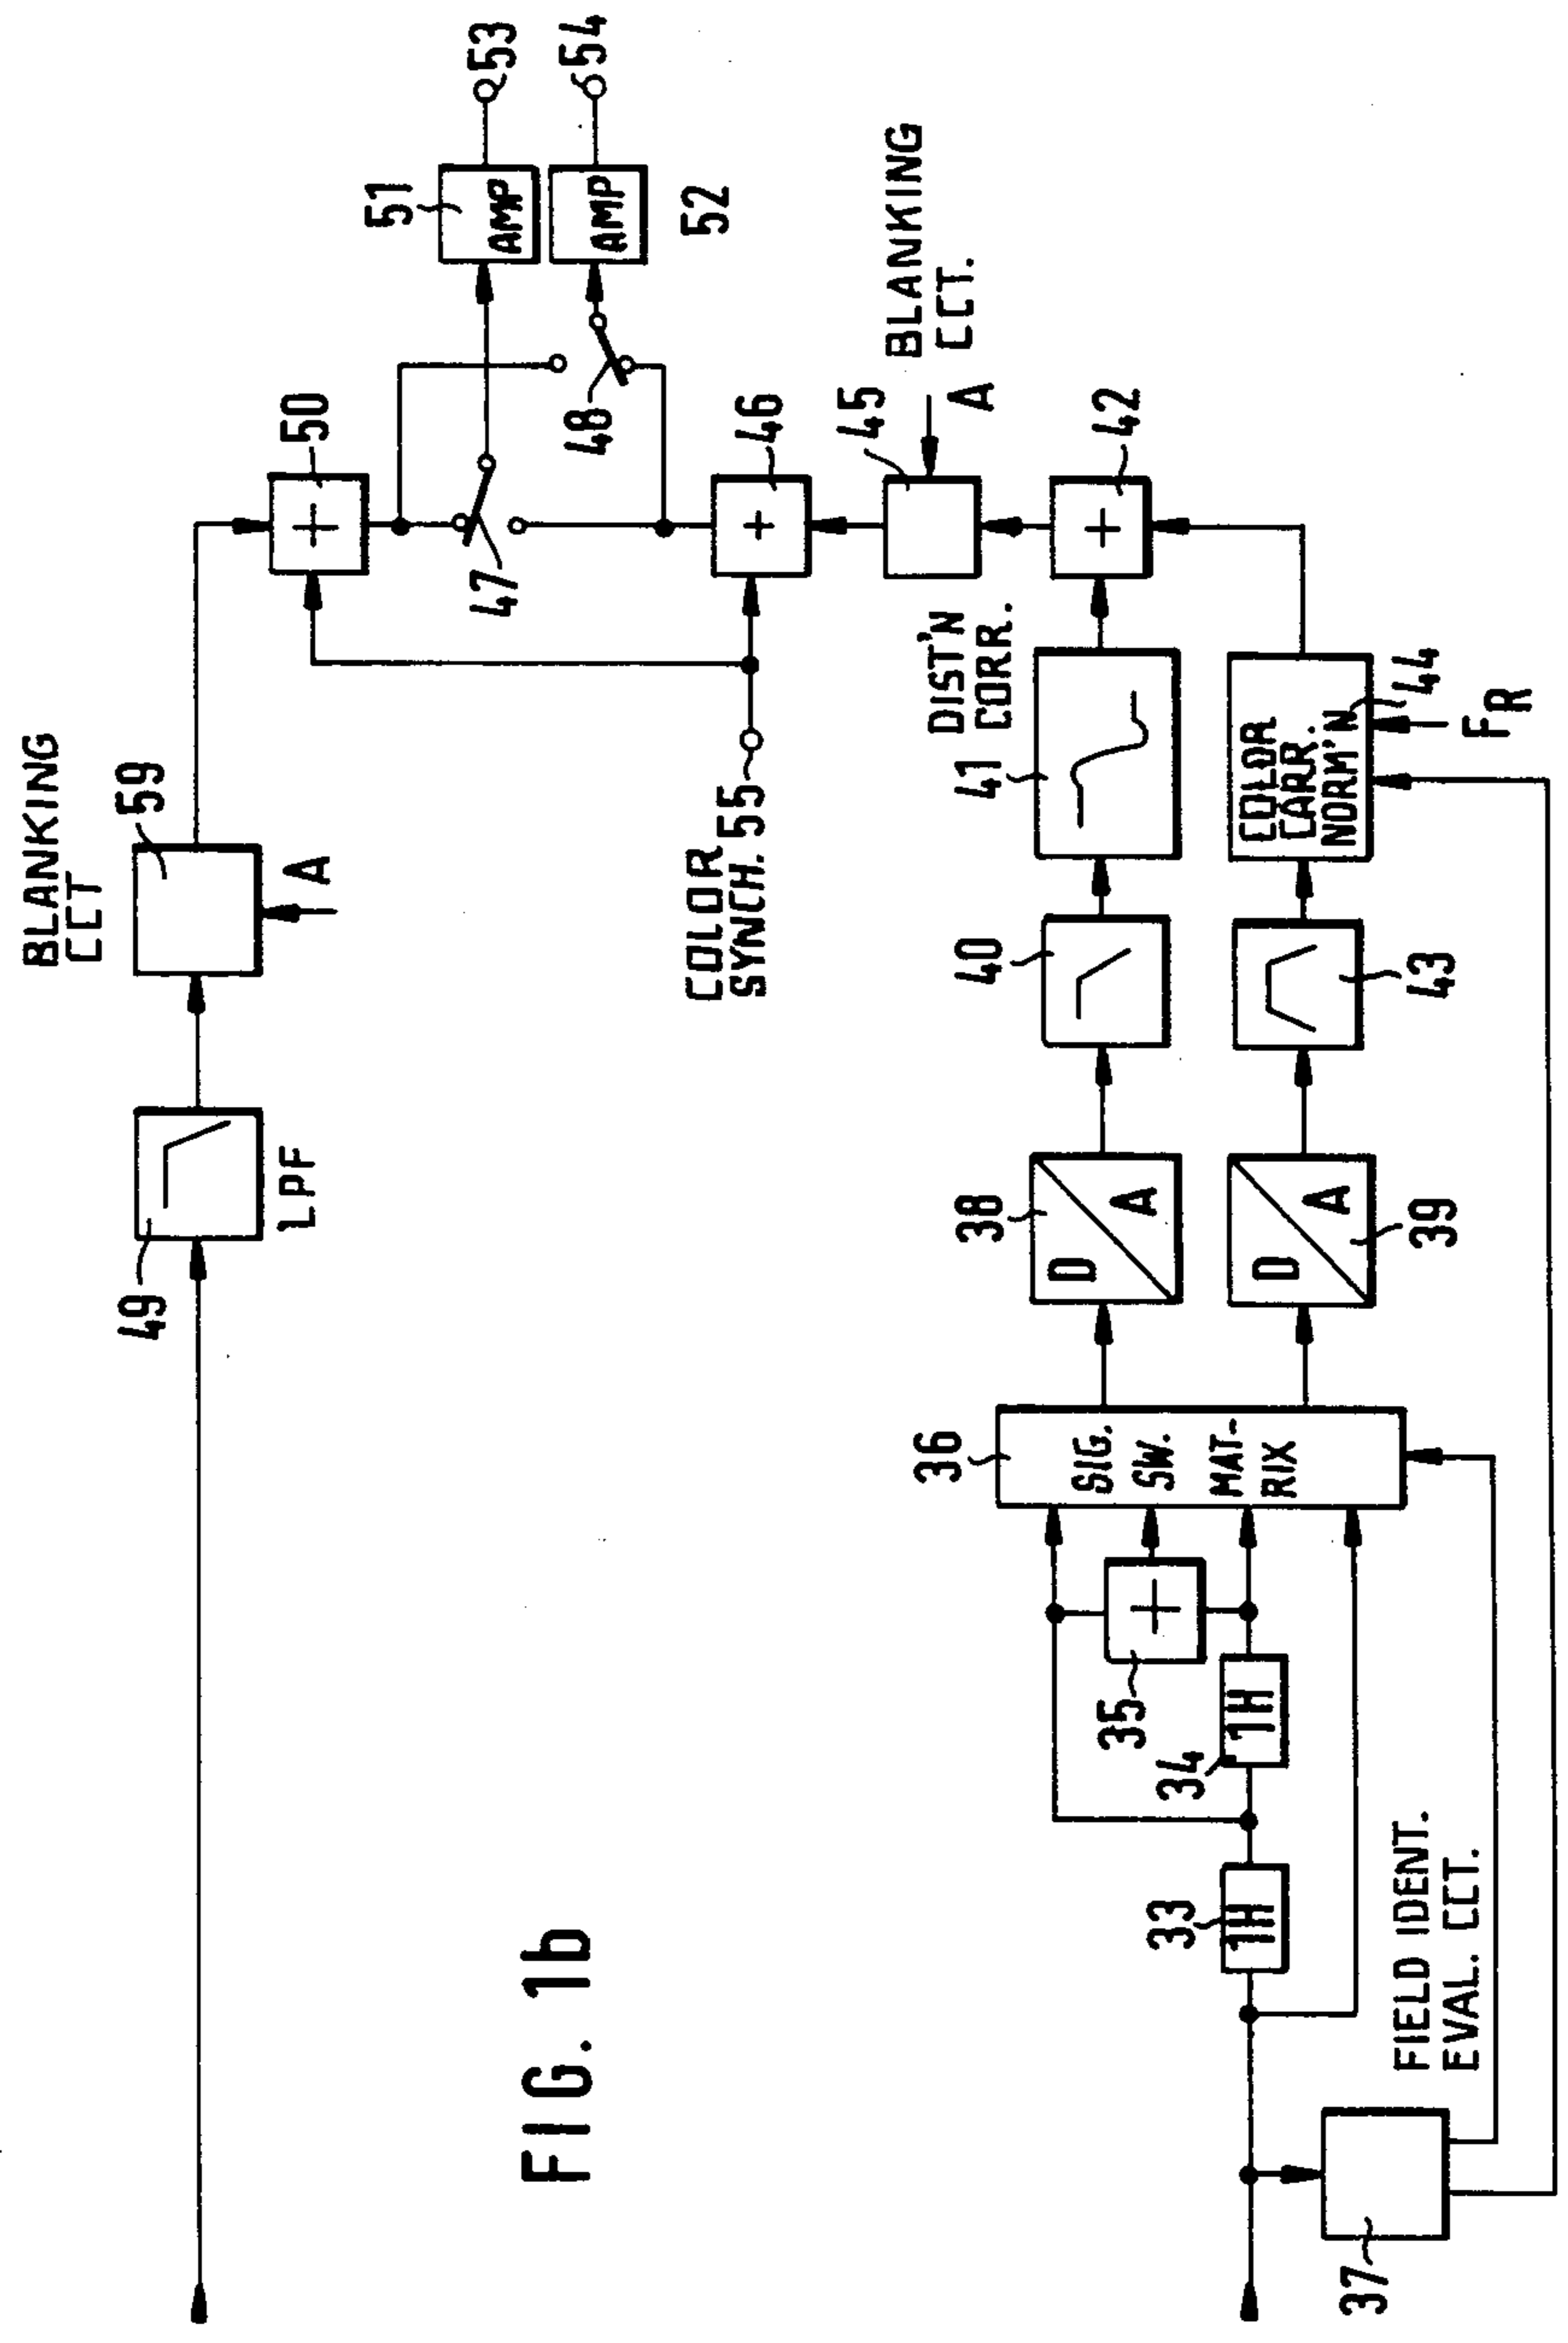 BLANKING
CCT
59
A
49
LPF
50
51
AMP
53
AMP
54
52
47
48
COLOR
SYNCH. 55
46
BLANKING
CCT.
45
A
DIST'N
CORR.
42
41
40
38
D
A
36
SIG.
SW.
MAT-
RIX
35
34
1H
33
1H
39
D
A
43
COLOR
CARR.
NORM'N
44
FR
FIELD IDENT.
EVAL. CCT.
37
FIG. 1b